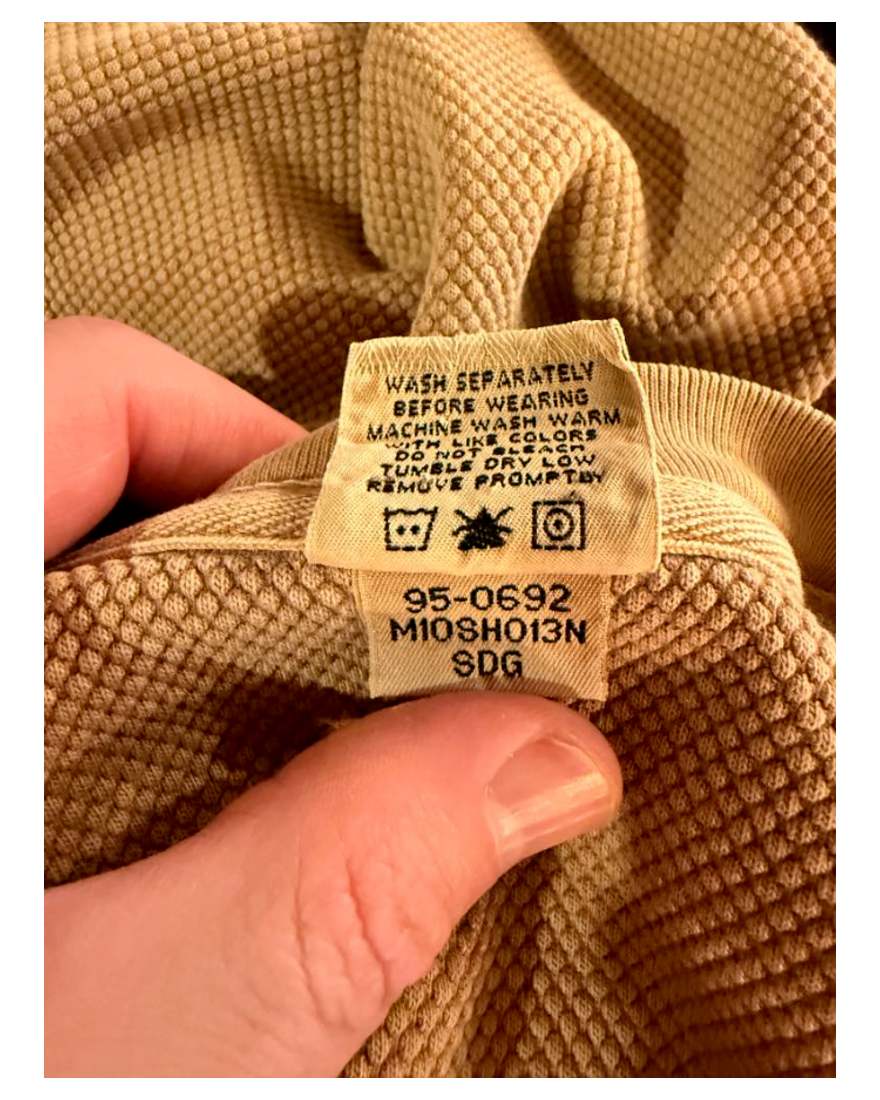 WASH SEPARATELY
BEFORE WEARING
MACHINE WASH WARM
WITH LIKE COLORS
DO NOT BLEACH
TUMBLE DRY LOW
REMOVE PROMPTLY
95-0692
M10SH013N
SDG